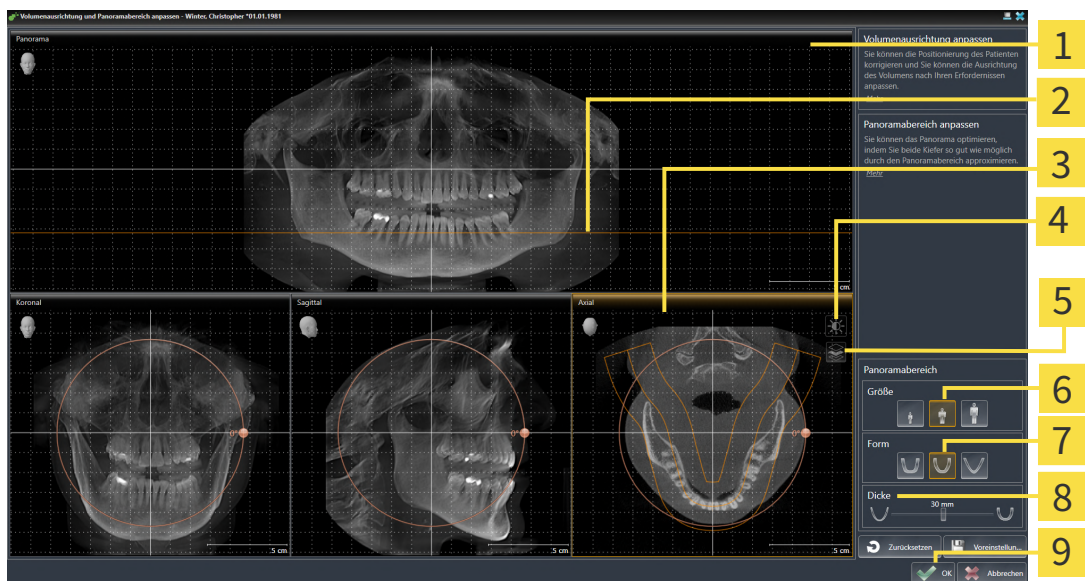 Volumenausrichtung und Panoramabereich anpassen - Winter, Christopher *01.01.1981
Panorama
cm
Koronal
0°
.5 cm
Sagittal
0°
.5 cm
Axial
0°
.5 cm
Volumenausrichtung anpassen
Sie können die Positionierung des Patienten
korrigieren und Sie können die Ausrichtung
des Volumens nach Ihren Erfordernissen
anpassen.
Mehr
Panoramabereich anpassen
Sie können das Panorama optimieren,
indem Sie beide Kiefer so gut wie möglich
durch den Panoramabereich approximieren.
Mehr
Panoramabereich
Größe
Form
Dicke
30 mm
Zurücksetzen
Voreinstellun...
OK
Abbrechen
1
2
3
4
5
6
7
8
9